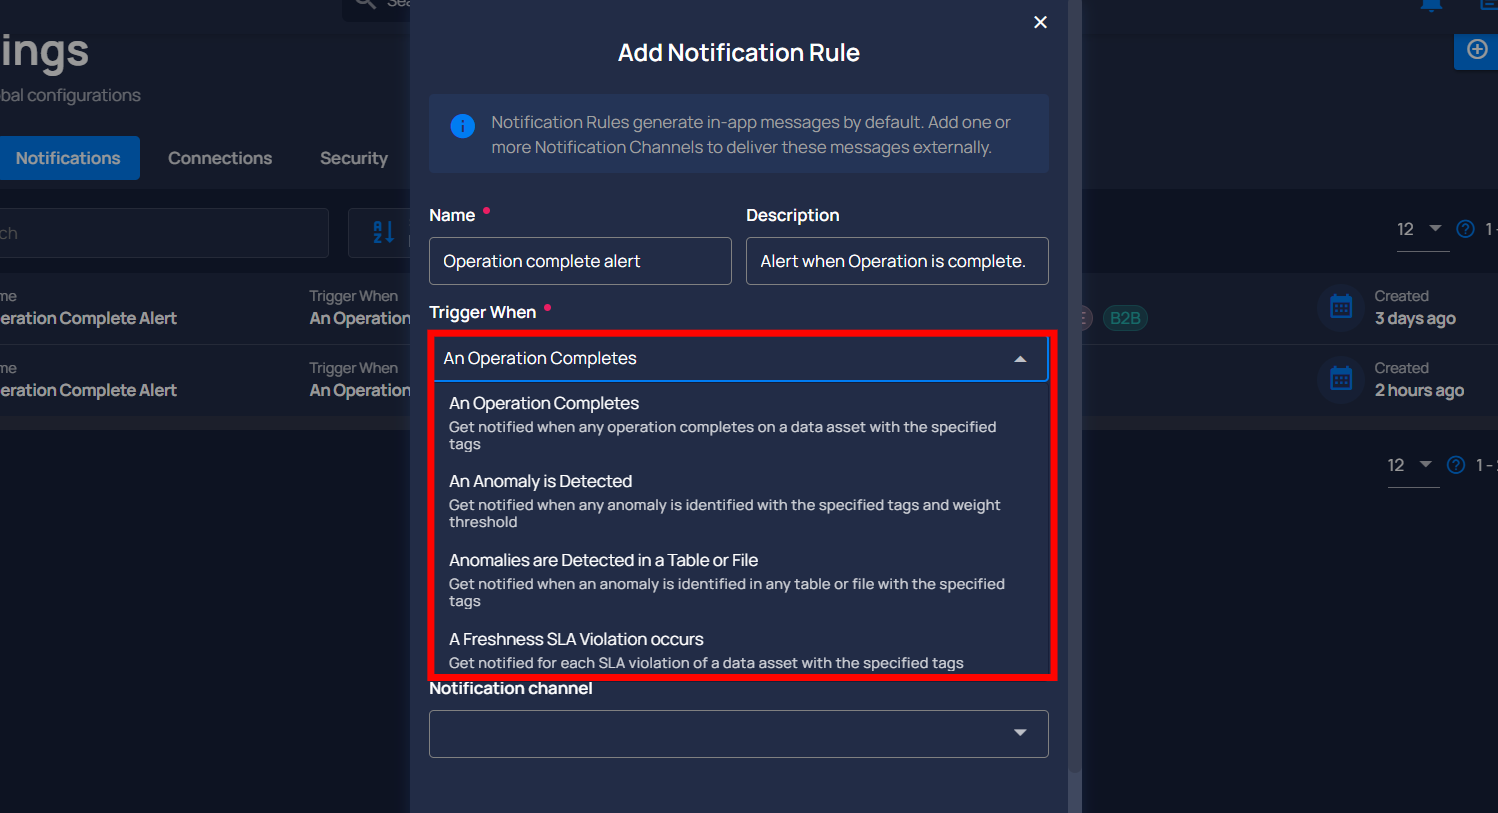 Add Notification Rule
ings
bal configurations
Notification Rules generate in-app messages by default. Add one or
more Notification Channels to deliver these messages externally.
Notifications
Connections
Security
Name
Description
ch
A
Z
Operation complete alert
Alert when Operation is complete.
12
1 -
me
eration Complete Alert
Trigger When
An Operation
Trigger When
B2B
Created
3 days ago
me
eration Complete Alert
Trigger When
An Operation
Created
2 hours ago
An Operation Completes
An Operation Completes
Get notified when any operation completes on a data asset with the specified
tags
An Anomaly is Detected
Get notified when any anomaly is identified with the specified tags and weight
threshold
Anomalies are Detected in a Table or File
Get notified when an anomaly is identified in any table or file with the specified
tags
A Freshness SLA Violation occurs
Get notified for each SLA violation of a data asset with the specified tags
12
1 -
Notification channel